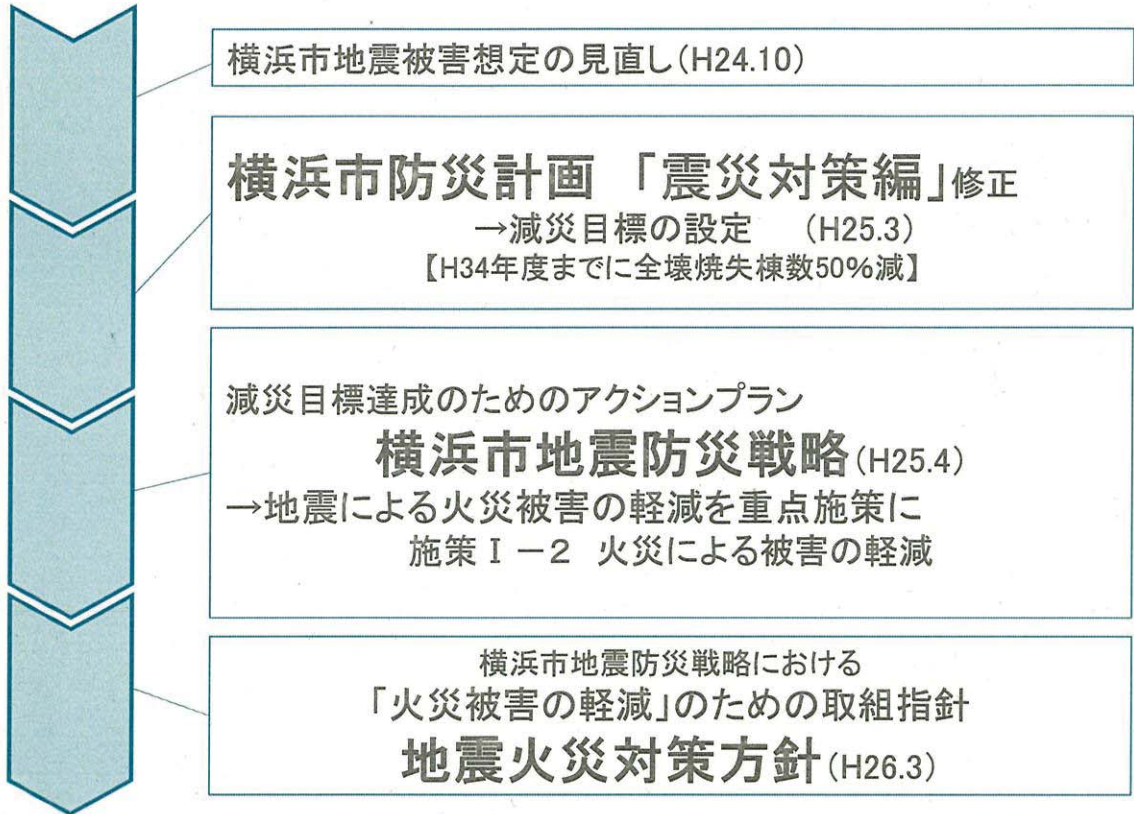 横浜市地震被害想定の見直し(H24.10)
横浜市防災計画 「震災対策編」修正
→減災目標の設定 (H25.3)
【H34年度までに全壊焼失棟数50%減】
減災目標達成のためのアクションプラン
横浜市地震防災戦略(H25.4)
→地震による火災被害の軽減を重点施策に
施策Ⅰ－2 火災による被害の軽減
横浜市地震防災戦略における
「火災被害の軽減」のための取組指針
地震火災対策方針(H26.3)